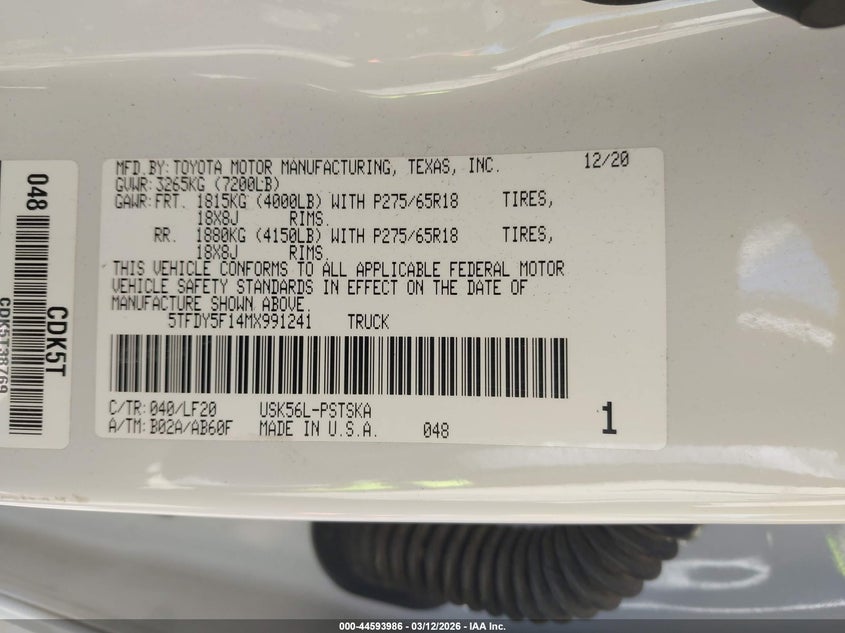 MFD.BY:TOYOTA MOTOR MANUFACTURING, TEXAS, INC. 12/20
GVWR:3265KG (7200LB)
GAWR:FRT. 1815KG (4000LB) WITH P275/65R18 TIRES,
18X8J RIMS.
RR. 1880KG (4150LB) WITH P275/65R18 TIRES,
18X8J RIMS.
THIS VEHICLE CONFORMS TO ALL APPLICABLE FEDERAL MOTOR
VEHICLE SAFETY STANDARDS IN EFFECT ON THE DATE OF
MANUFACTURE SHOWN ABOVE.
5TFDY5F14MX991241 TRUCK
C/TR:040/LF20 USK56L-PSTSKA
A/TM:B02A/AB60F MADE IN U.S.A. 048 1
048
CDK5T
CDK5T38769
000-44593986 - 03/12/2026 - IAA Inc.